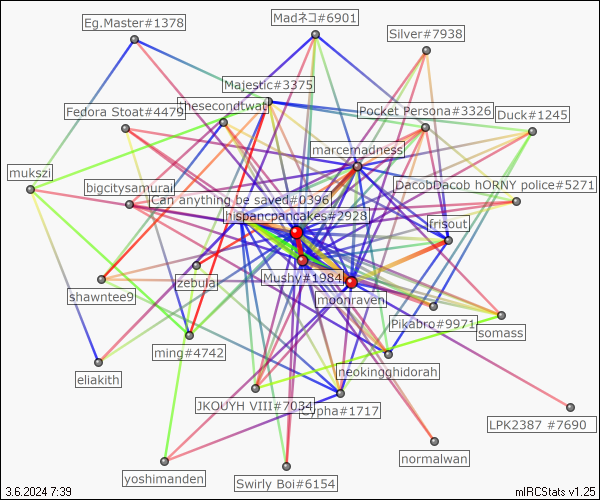 Madネコ#6901
Eg.Master#1378
Silver#7938
Majestic#3375
thesecondtwat
Fedora Stoat#4479
Pocket Persona#3326
Duck#1245
marcemadness
mukszi
bigcitysamurai
DacobDacob hORNY police#5271
Can anything be saved#0396
hispancpancakes#2928
frisout
Mushy#1984
zebulai
shawntee9
moonraven
Pikabro#9971
somass
ming#4742
neokingghidorah
eliakith
JKOUYH VIII#7034
Cypha#1717
LPK2387 #7690
normalwan
yoshimanden
Swirly Boi#6154
3.6.2024 7:39
mIRCStats v1.25